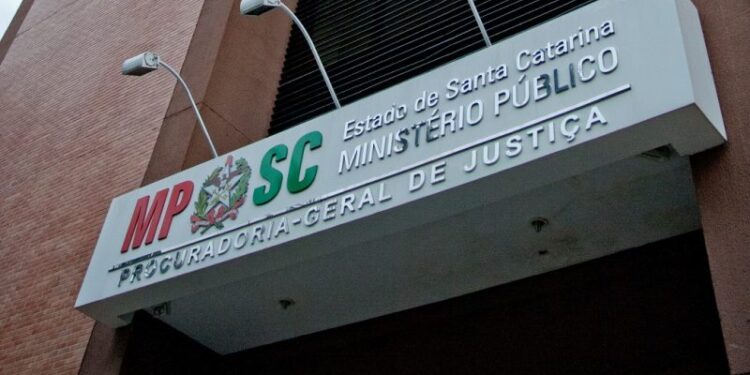 MP SC
Estado de Santa Catarina
MINISTÉRIO PÚBLICO
PROCURADORIA-GERAL DE JUSTIÇA